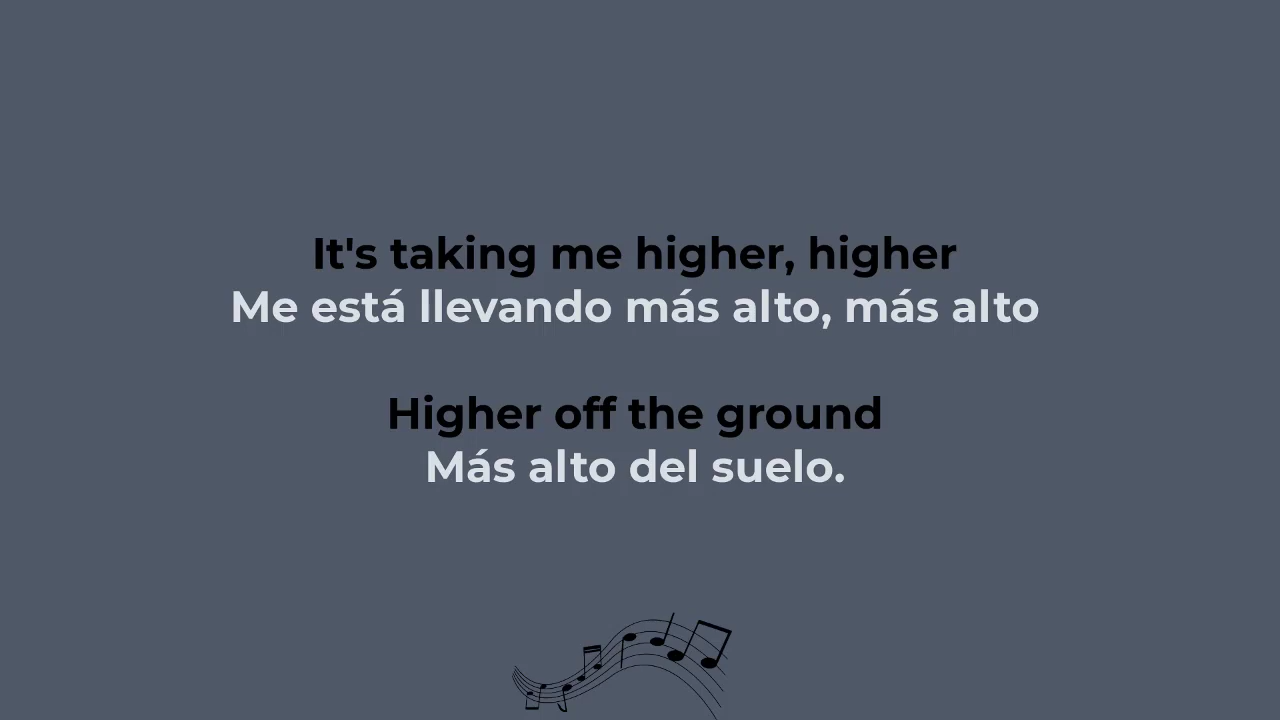 It's taking me higher, higher
Me está llevando más alto, más alto
Higher off the ground
Más alto del suelo.